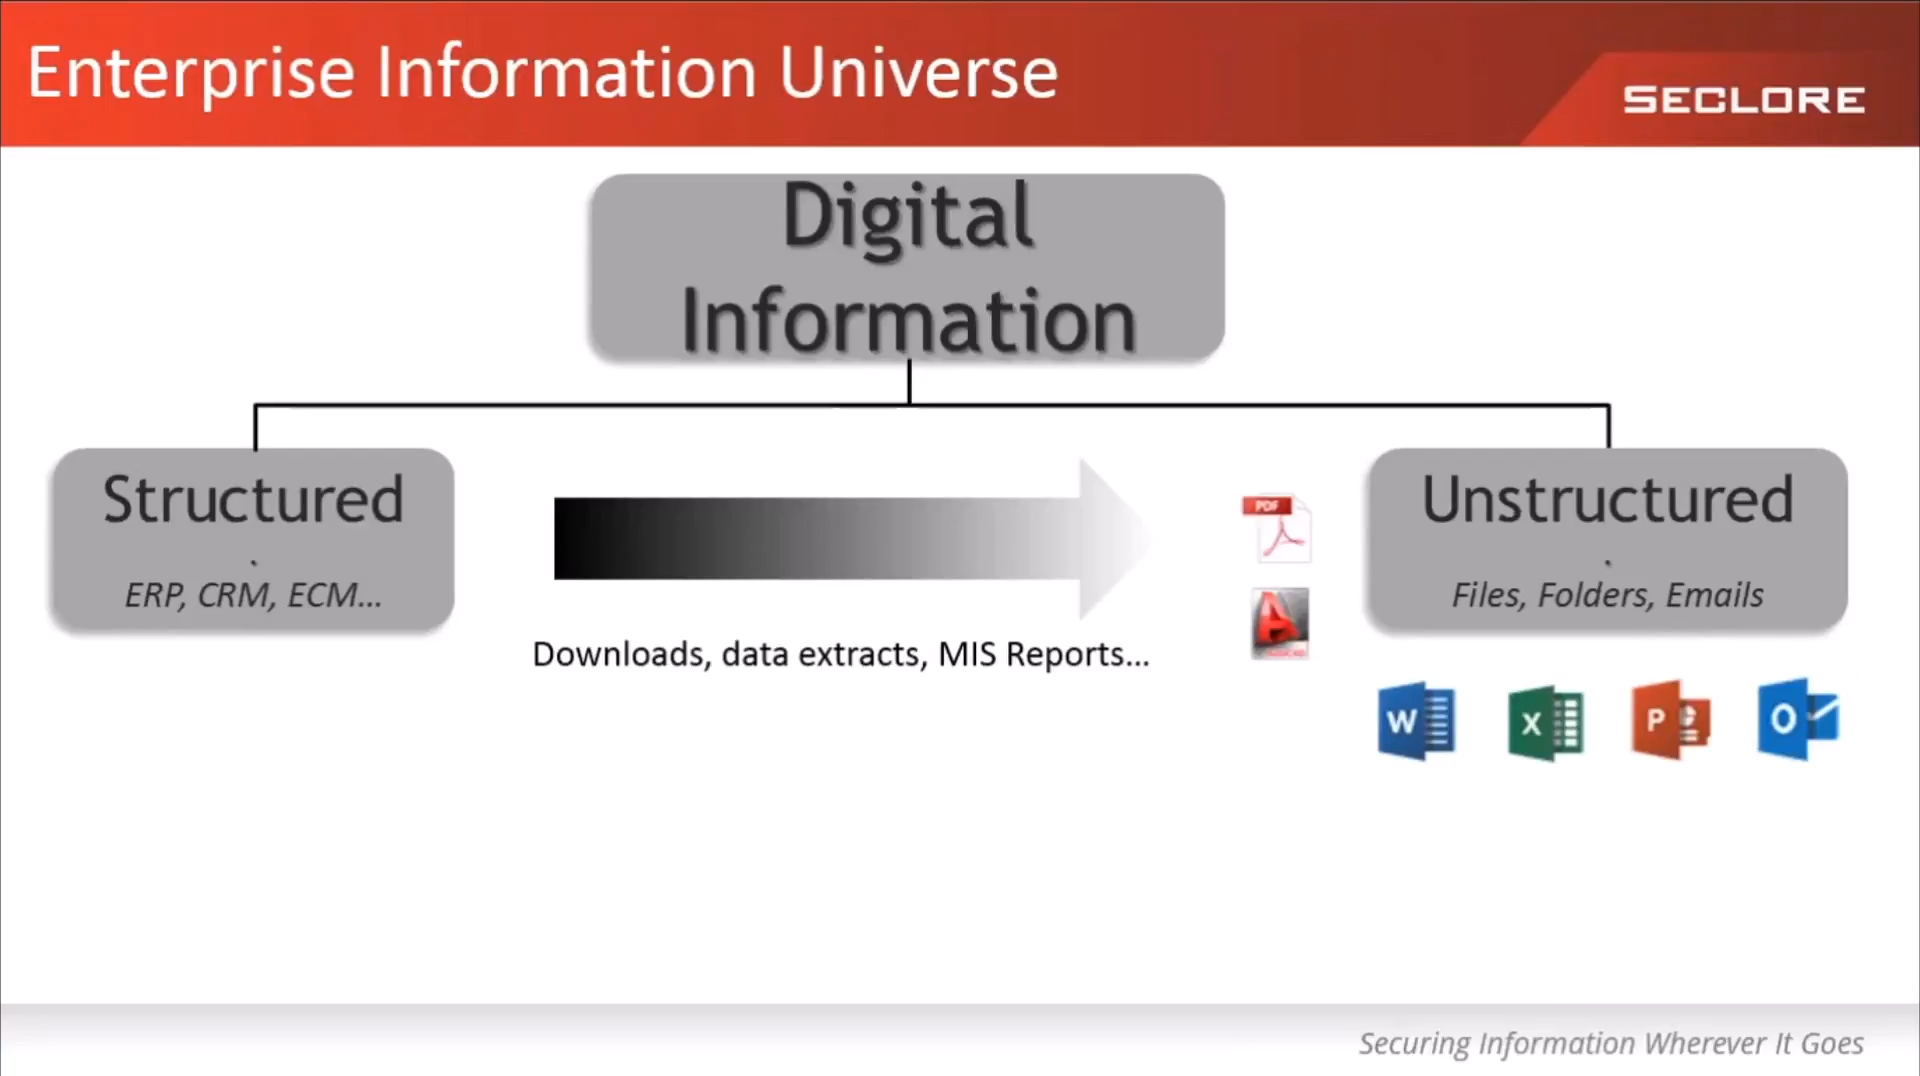 Enterprise Information Universe
SECLORE
Digital
Information
Structured
ERP, CRM, ECM...
Downloads, data extracts, MIS Reports...
PDF
Unstructured
Files, Folders, Emails
W
X
P
O
Securing Information Wherever It Goes